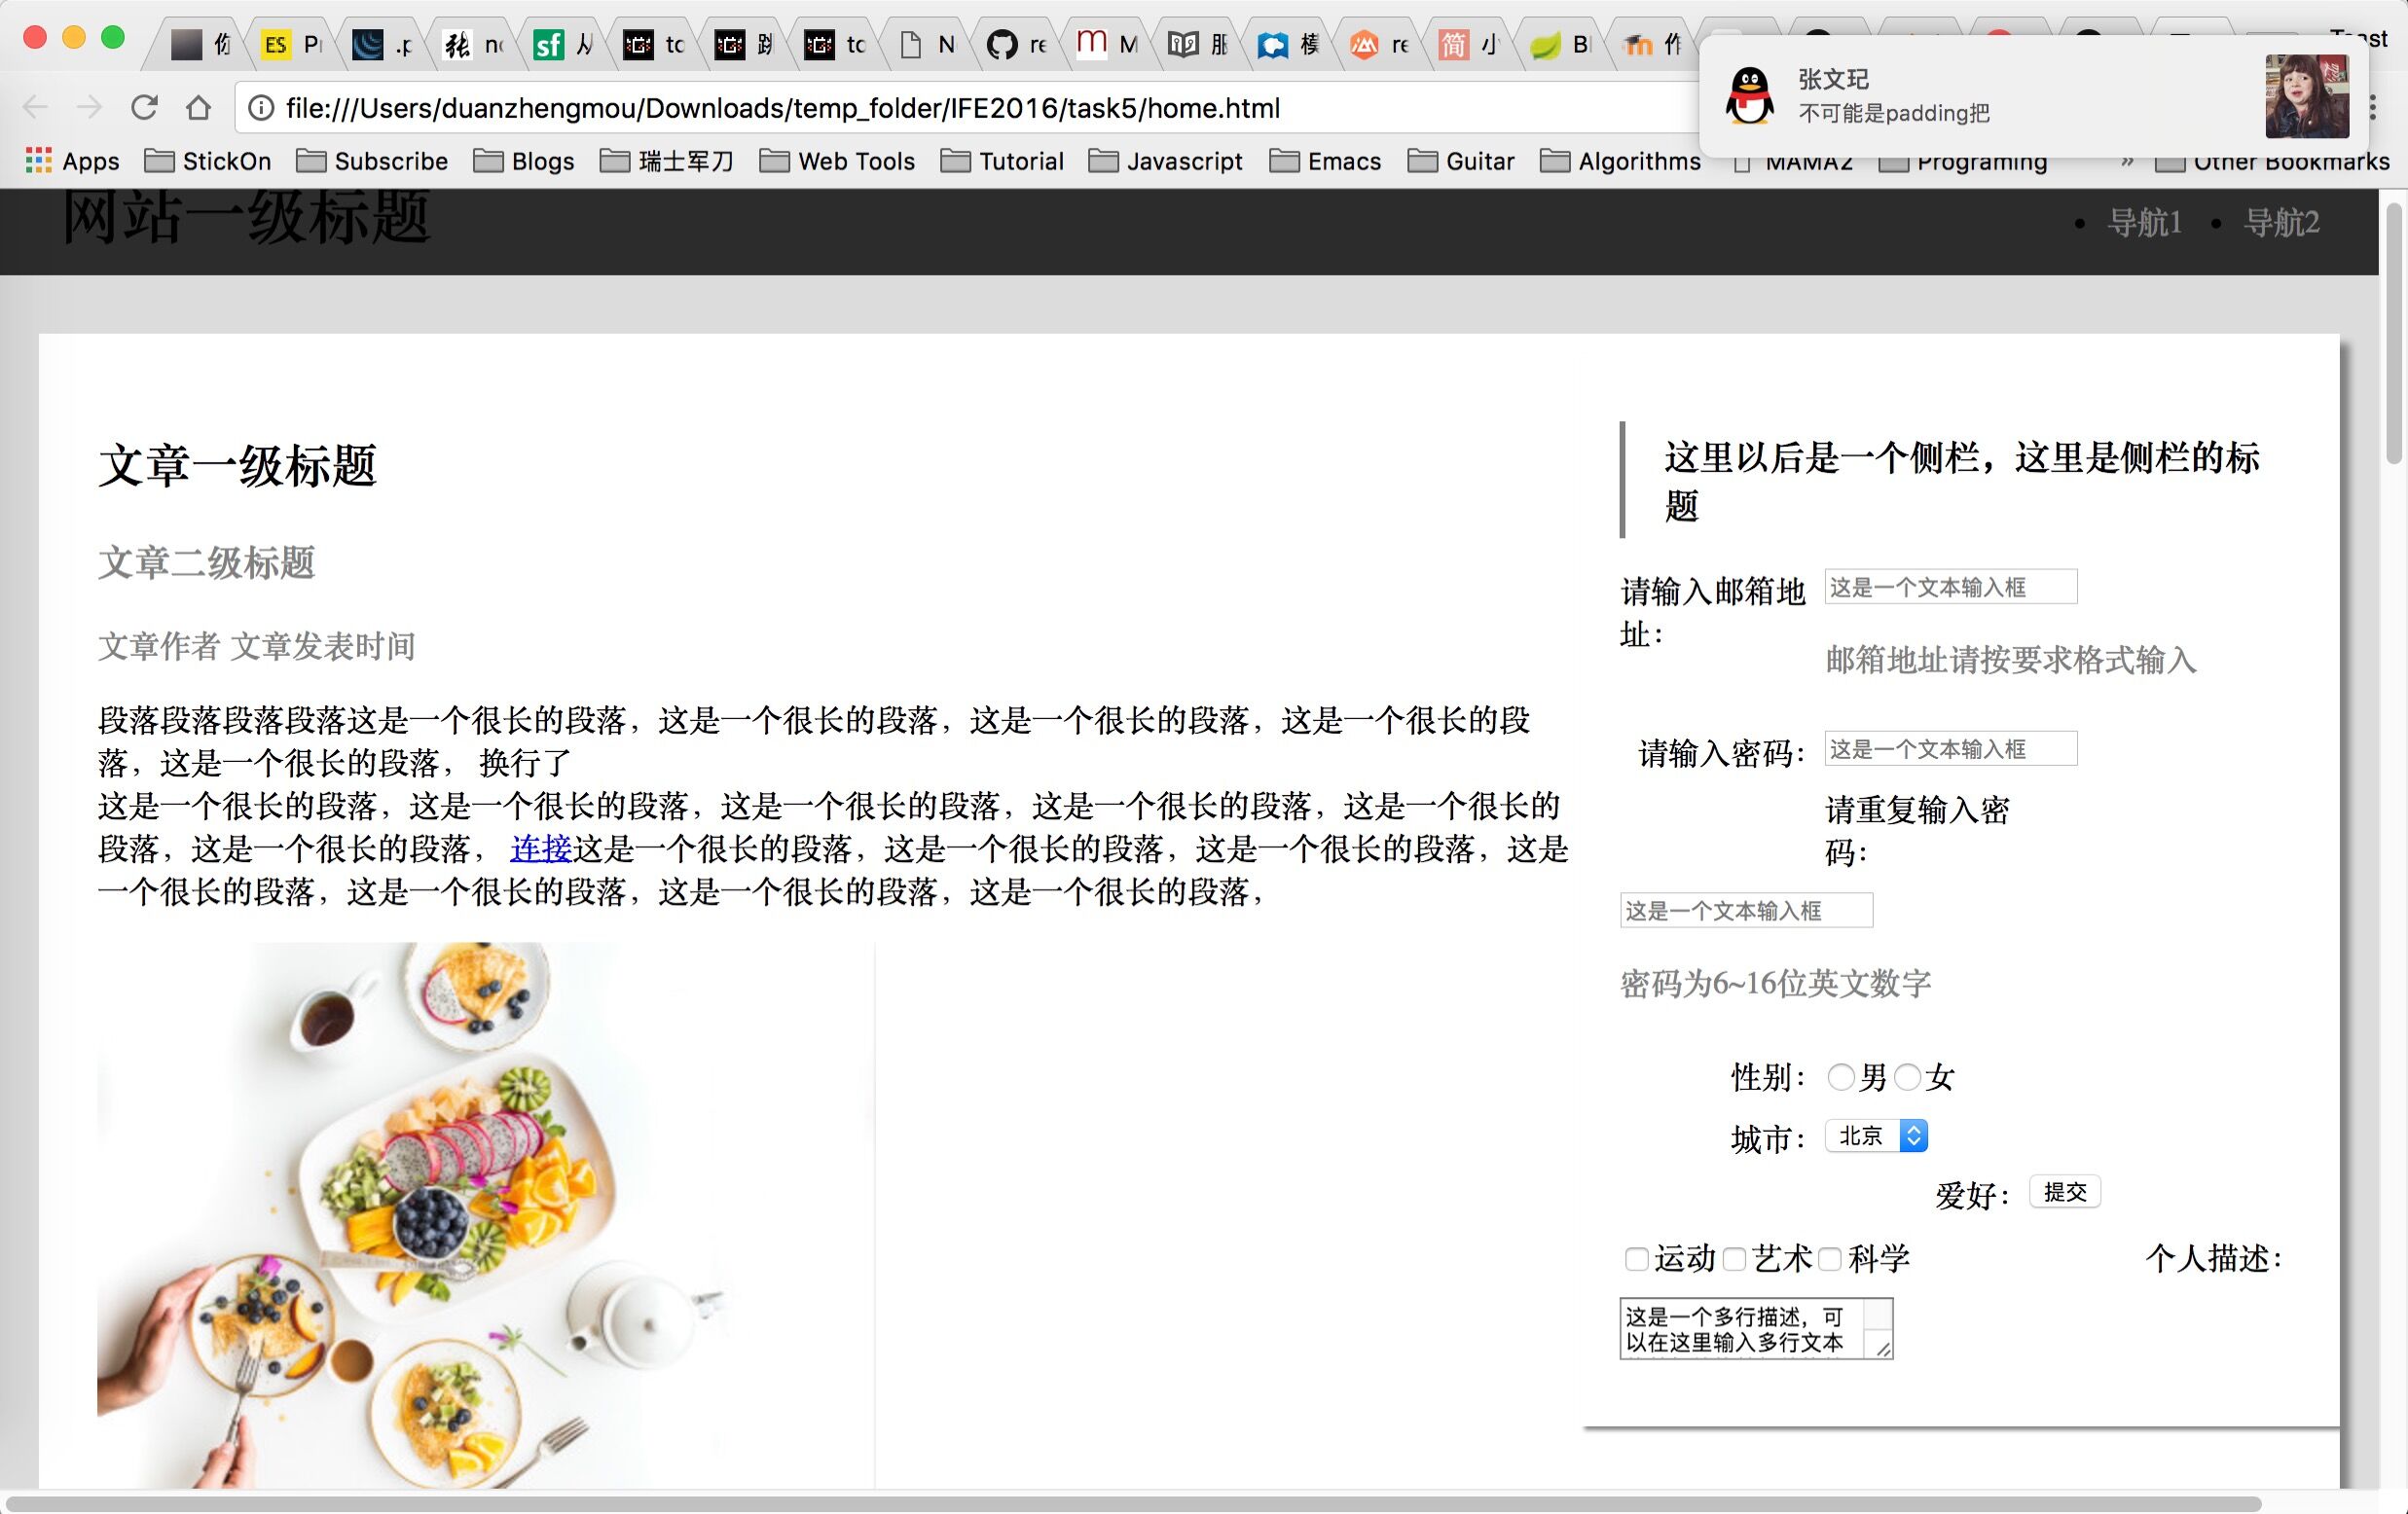 你
ES
.p
张
sf
从
tc
跳
tc
N
re
m M
服
模
re
简 小
B
作
张文玘
不可能是padding把
file:///Users/duanzhengmou/Downloads/temp_folder/IFE2016/task5/home.html
Apps StickOn Subscribe Blogs 瑞士军刀 Web Tools Tutorial Javascript Emacs Guitar Algorithms MAMA2 Programing » Other Bookmarks
网站一级标题
• 导航1 • 导航2
文章一级标题
文章二级标题
文章作者 文章发表时间
段落段落段落段落这是一个很长的段落，这是一个很长的段落，这是一个很长的段落，这是一个很长的段
落，这是一个很长的段落， 换行了
这是一个很长的段落，这是一个很长的段落，这是一个很长的段落，这是一个很长的段落，这是一个很长的
段落，这是一个很长的段落， 连接这是一个很长的段落，这是一个很长的段落，这是一个很长的段落，这是
一个很长的段落，这是一个很长的段落，这是一个很长的段落，这是一个很长的段落，
这里以后是一个侧栏，这里是侧栏的标
题
请输入邮箱地
址：
这是一个文本输入框
邮箱地址请按要求格式输入
请输入密码：
这是一个文本输入框
请重复输入密
码：
这是一个文本输入框
密码为6~16位英文数字
性别： 男 女
城市： 北京
爱好： 提交
运动 艺术 科学 个人描述：
这是一个多行描述，可
以在这里输入多行文本